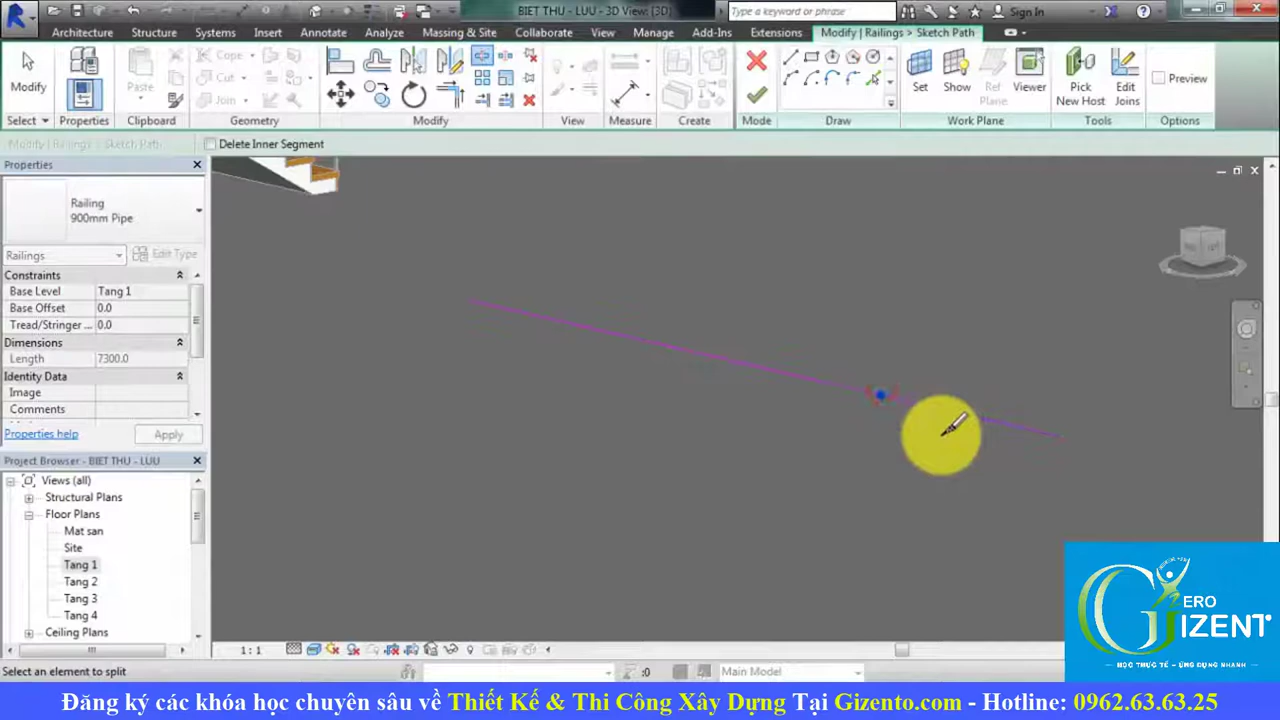 BIET THU - LUU - 3D View: {3D}
Type a keyword or phrase
Sign In
Architecture Structure Systems Insert Annotate Analyze Massing & Site Collaborate View Manage Add-Ins Extensions Modify | Railings > Sketch Path
Modify
Paste
Cope
Cut
Join
Set
Show
Ref Plane
Viewer
Pick New Host
Edit Joins
Preview
Select Properties Clipboard Geometry Modify View Measure Create Mode Draw Work Plane Tools Options
Modify | Railings > Sketch Path
Delete Inner Segment
Properties
Railing
900mm Pipe
Railings
Edit Type
Constraints
Base Level Tang 1
Base Offset 0.0
Tread/Stringer ... 0.0
Dimensions
Length 7300.0
Identity Data
Image
Comments
Properties help
Apply
Project Browser - BIET THU - LUU
Views (all)
Structural Plans
Floor Plans
Mat san
Site
Tang 1
Tang 2
Tang 3
Tang 4
Ceiling Plans
1 : 1
Select an element to split
:0
Main Model
GERO
GIZENT
- HỌC THỰC TẾ - ỨNG DỤNG NHANH -
Đăng ký các khóa học chuyên sâu về Thiết Kế & Thi Công Xây Dựng Tại Gizento.com - Hotline: 0962.63.63.25